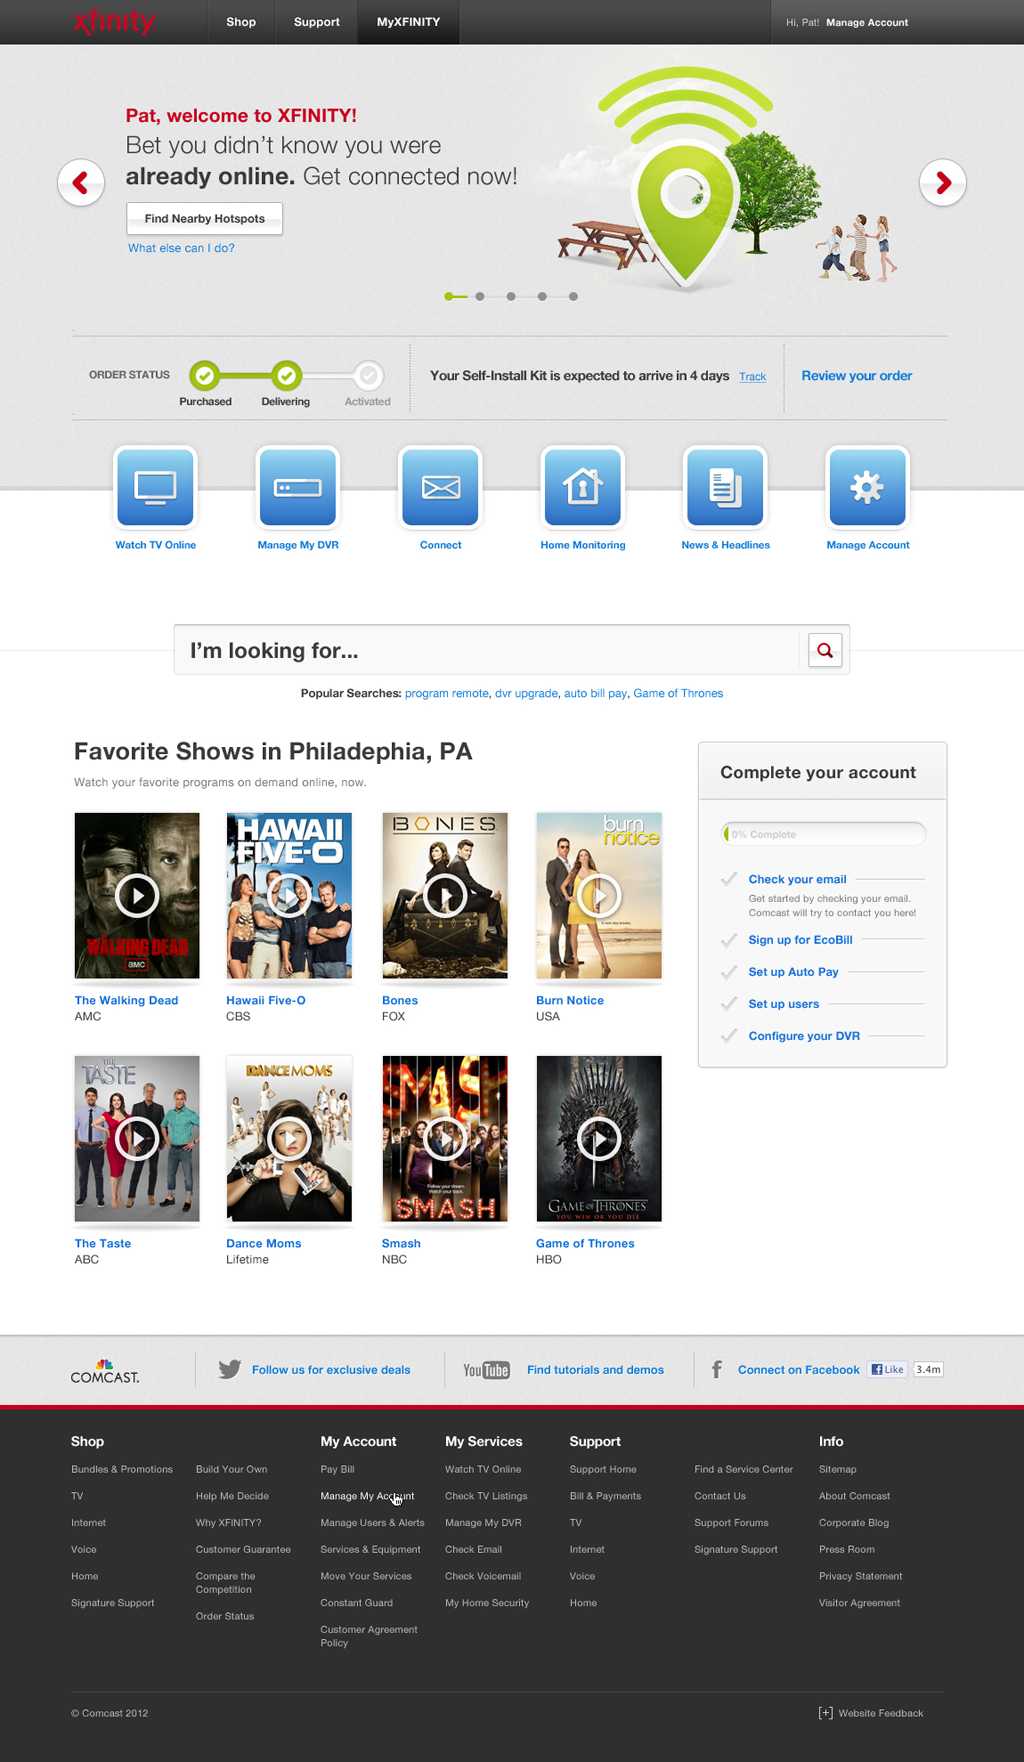 xfinity
Shop
Support
MyXFINITY
Hi, Pat! Manage Account
Pat, welcome to XFINITY!
Bet you didn't know you were
already online. Get connected now!
Find Nearby Hotspots
What else can I do?
ORDER STATUS
Purchased
Delivering
Activated
Your Self-Install Kit is expected to arrive in 4 days Track
Review your order
Watch TV Online
Manage My DVR
Connect
Home Monitoring
News & Headlines
Manage Account
I'm looking for...
Popular Searches: program remote, dvr upgrade, auto bill pay, Game of Thrones
Favorite Shows in Philadephia, PA
Watch your favorite programs on demand online, now.
THE WALKING DEAD
amc
HAWAII
FIVE-O
BONES
burn
notice
The Walking Dead
AMC
Hawaii Five-O
CBS
Bones
FOX
Burn Notice
USA
THE
TASTE
DANCE MOMS
SMASH
Follow your dream.
Watch your back.
SMASH
GAME OF THRONES
YOU WIN OR YOU DIE
The Taste
ABC
Dance Moms
Lifetime
Smash
NBC
Game of Thrones
HBO
Complete your account
0% Complete
Check your email
Get started by checking your email.
Comcast will try to contact you here!
Sign up for EcoBill
Set up Auto Pay
Set up users
Configure your DVR
COMCAST.
Follow us for exclusive deals
YouTube
Find tutorials and demos
Connect on Facebook
Like
3.4m
Shop
Bundles & Promotions
TV
Internet
Voice
Home
Signature Support
Build Your Own
Help Me Decide
Why XFINITY?
Customer Guarantee
Compare the
Competition
Order Status
My Account
Pay Bill
Manage My Account
Manage Users & Alerts
Services & Equipment
Move Your Services
Constant Guard
Customer Agreement
Policy
My Services
Watch TV Online
Check TV Listings
Manage My DVR
Check Email
Check Voicemail
My Home Security
Support
Support Home
Bill & Payments
TV
Internet
Voice
Home
Find a Service Center
Contact Us
Support Forums
Signature Support
Info
Sitemap
About Comcast
Corporate Blog
Press Room
Privacy Statement
Visitor Agreement
© Comcast 2012
[+] Website Feedback